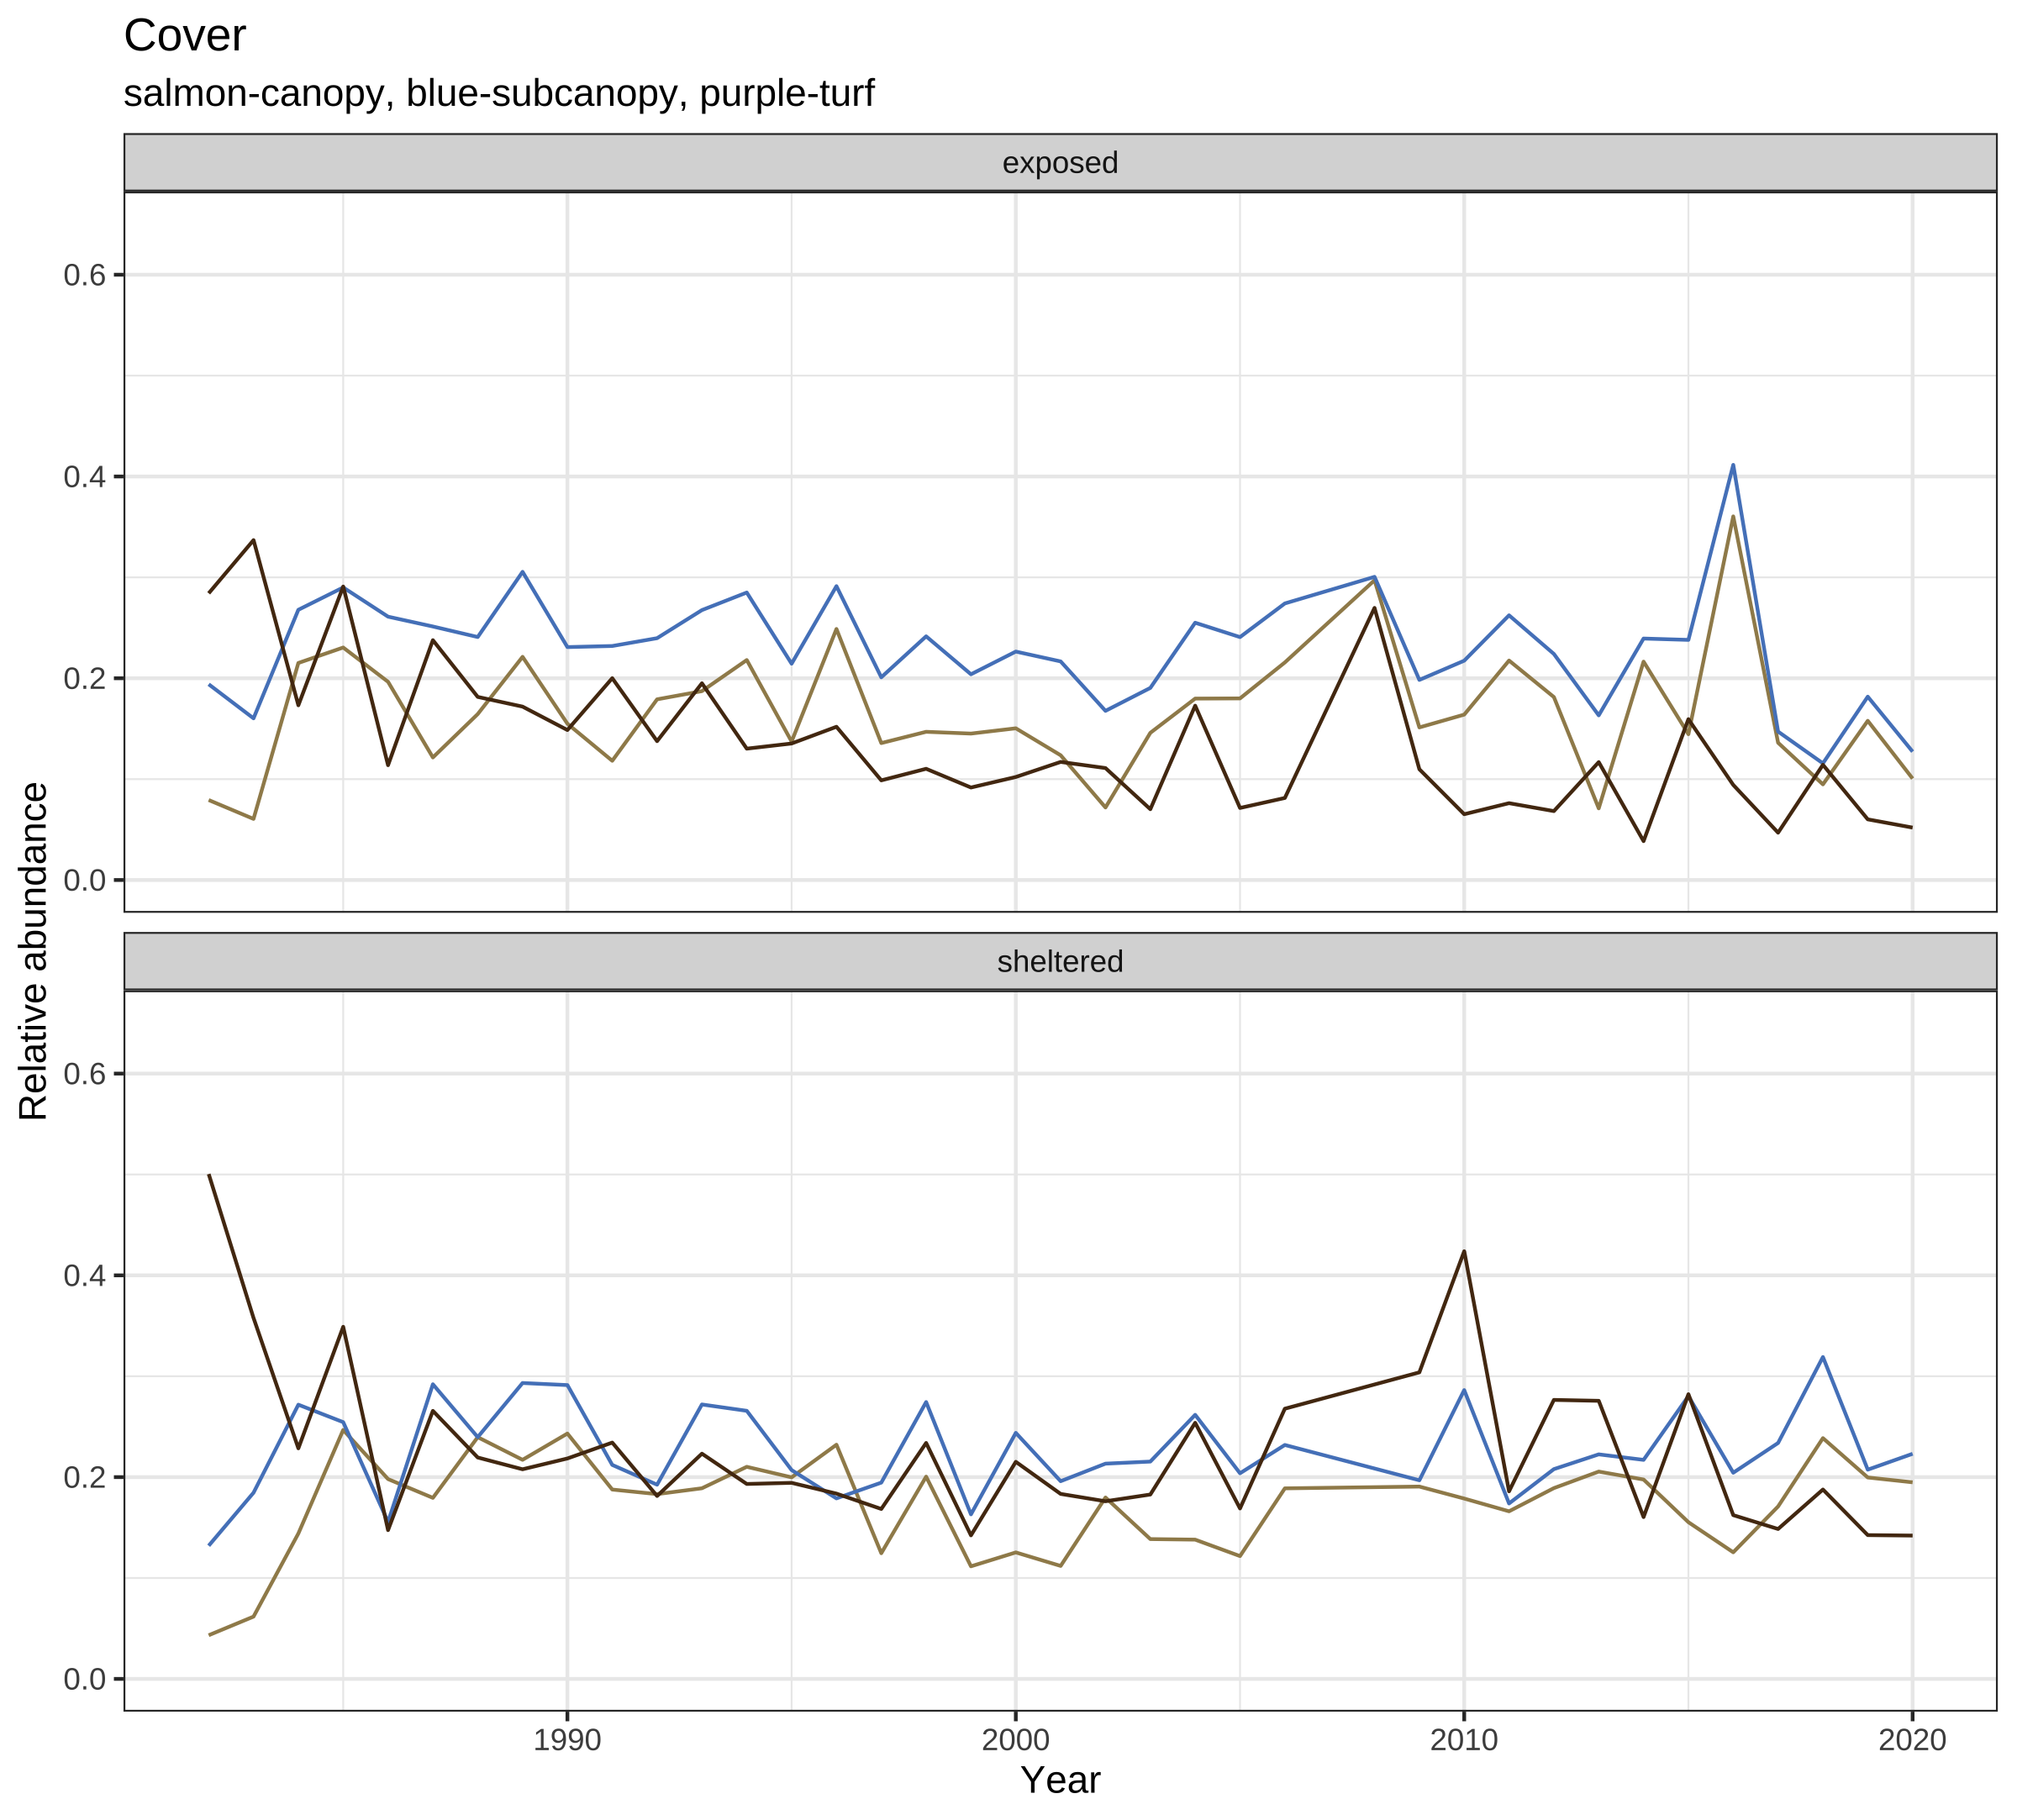 Cover
salmon-canopy, blue-subcanopy, purple-turf
exposed
0.6
0.4
0.2
0.0
Relative abundance
sheltered
0.6
0.4
0.2
0.0
1990 2000 2010 2020
Year